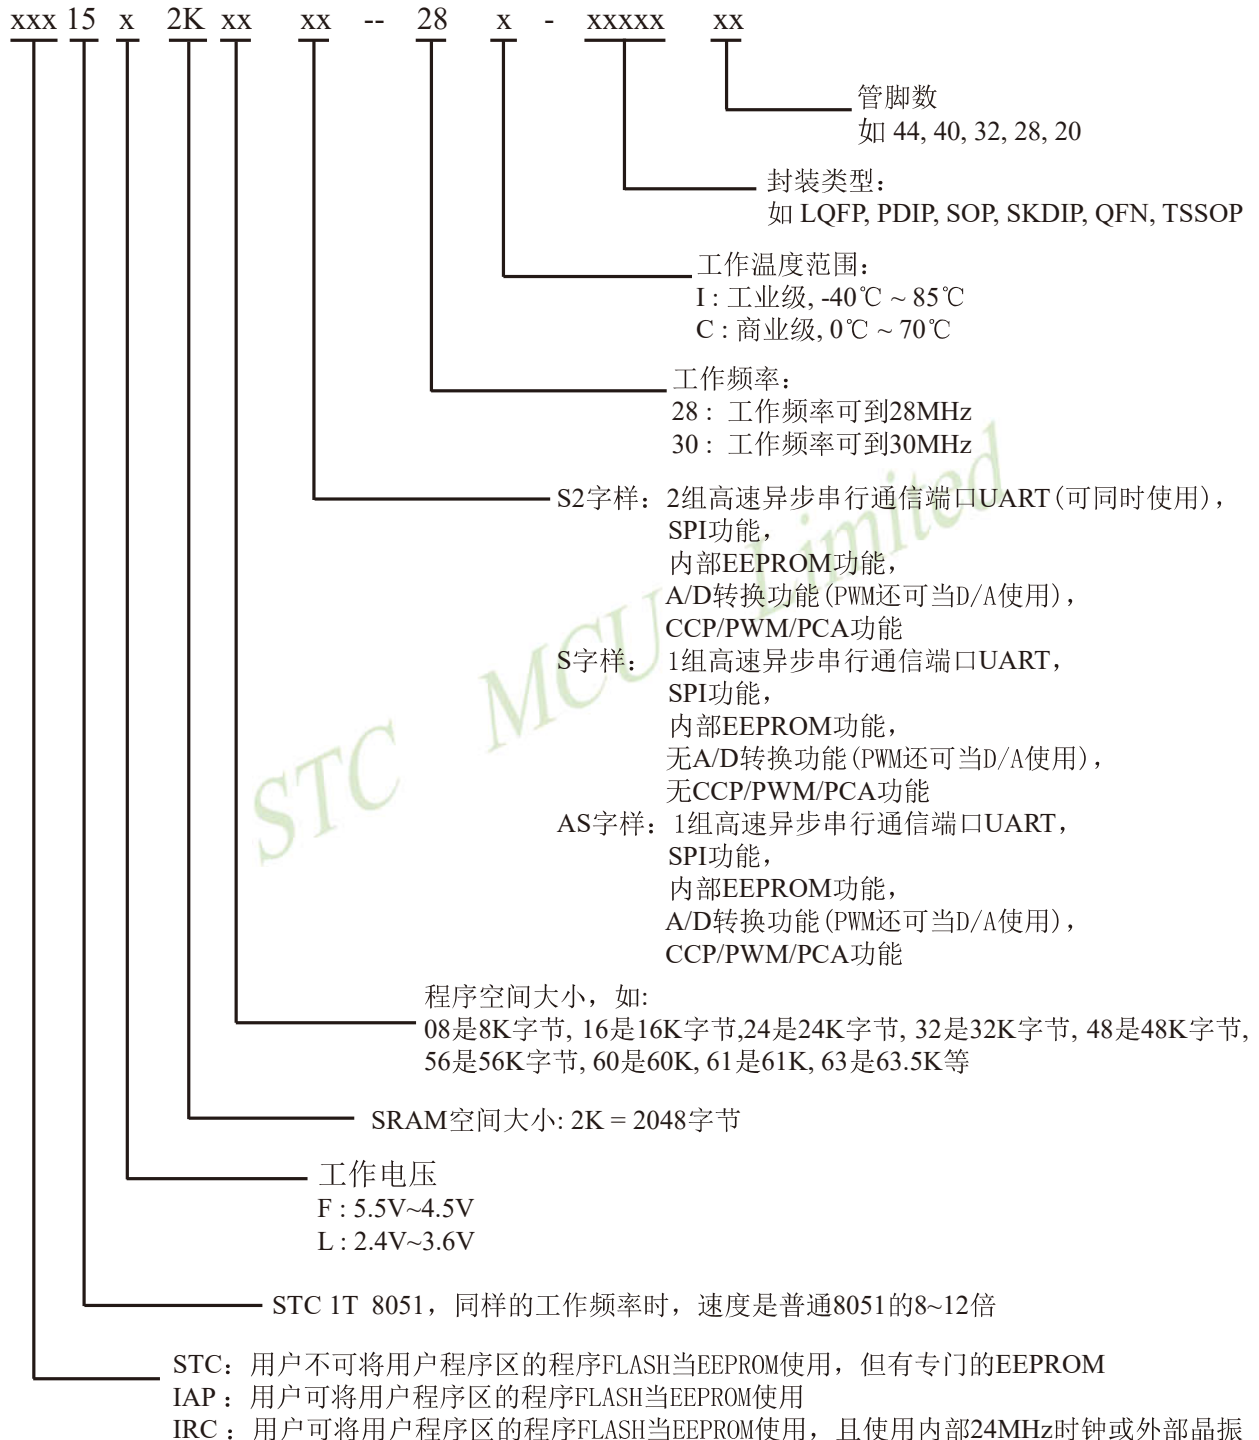 xxx 15 x 2K xx xx -- 28 x - xxxxx xx
管脚数
如 44, 40, 32, 28, 20
封装类型：
如 LQFP, PDIP, SOP, SKDIP, QFN, TSSOP
工作温度范围：
I : 工业级, -40℃ ~ 85℃
C : 商业级, 0℃ ~ 70℃
工作频率：
28 : 工作频率可到28MHz
30 : 工作频率可到30MHz
S2字样：2组高速异步串行通信端口UART(可同时使用)，
SPI功能，
内部EEPROM功能，
A/D转换功能(PWM还可当D/A使用)，
CCP/PWM/PCA功能
S字样： 1组高速异步串行通信端口UART，
SPI功能，
内部EEPROM功能，
无A/D转换功能(PWM还可当D/A使用)，
无CCP/PWM/PCA功能
AS字样：1组高速异步串行通信端口UART，
SPI功能，
内部EEPROM功能，
A/D转换功能(PWM还可当D/A使用)，
CCP/PWM/PCA功能
程序空间大小，如:
08是8K字节, 16是16K字节,24是24K字节, 32是32K字节, 48是48K字节,
56是56K字节, 60是60K, 61是61K, 63是63.5K等
SRAM空间大小: 2K = 2048字节
工作电压
F : 5.5V~4.5V
L : 2.4V~3.6V
STC 1T 8051，同样的工作频率时，速度是普通8051的8~12倍
STC：用户不可将用户程序区的程序FLASH当EEPROM使用，但有专门的EEPROM
IAP：用户可将用户程序区的程序FLASH当EEPROM使用
IRC：用户可将用户程序区的程序FLASH当EEPROM使用，且使用内部24MHz时钟或外部晶振
STC MCU Limited